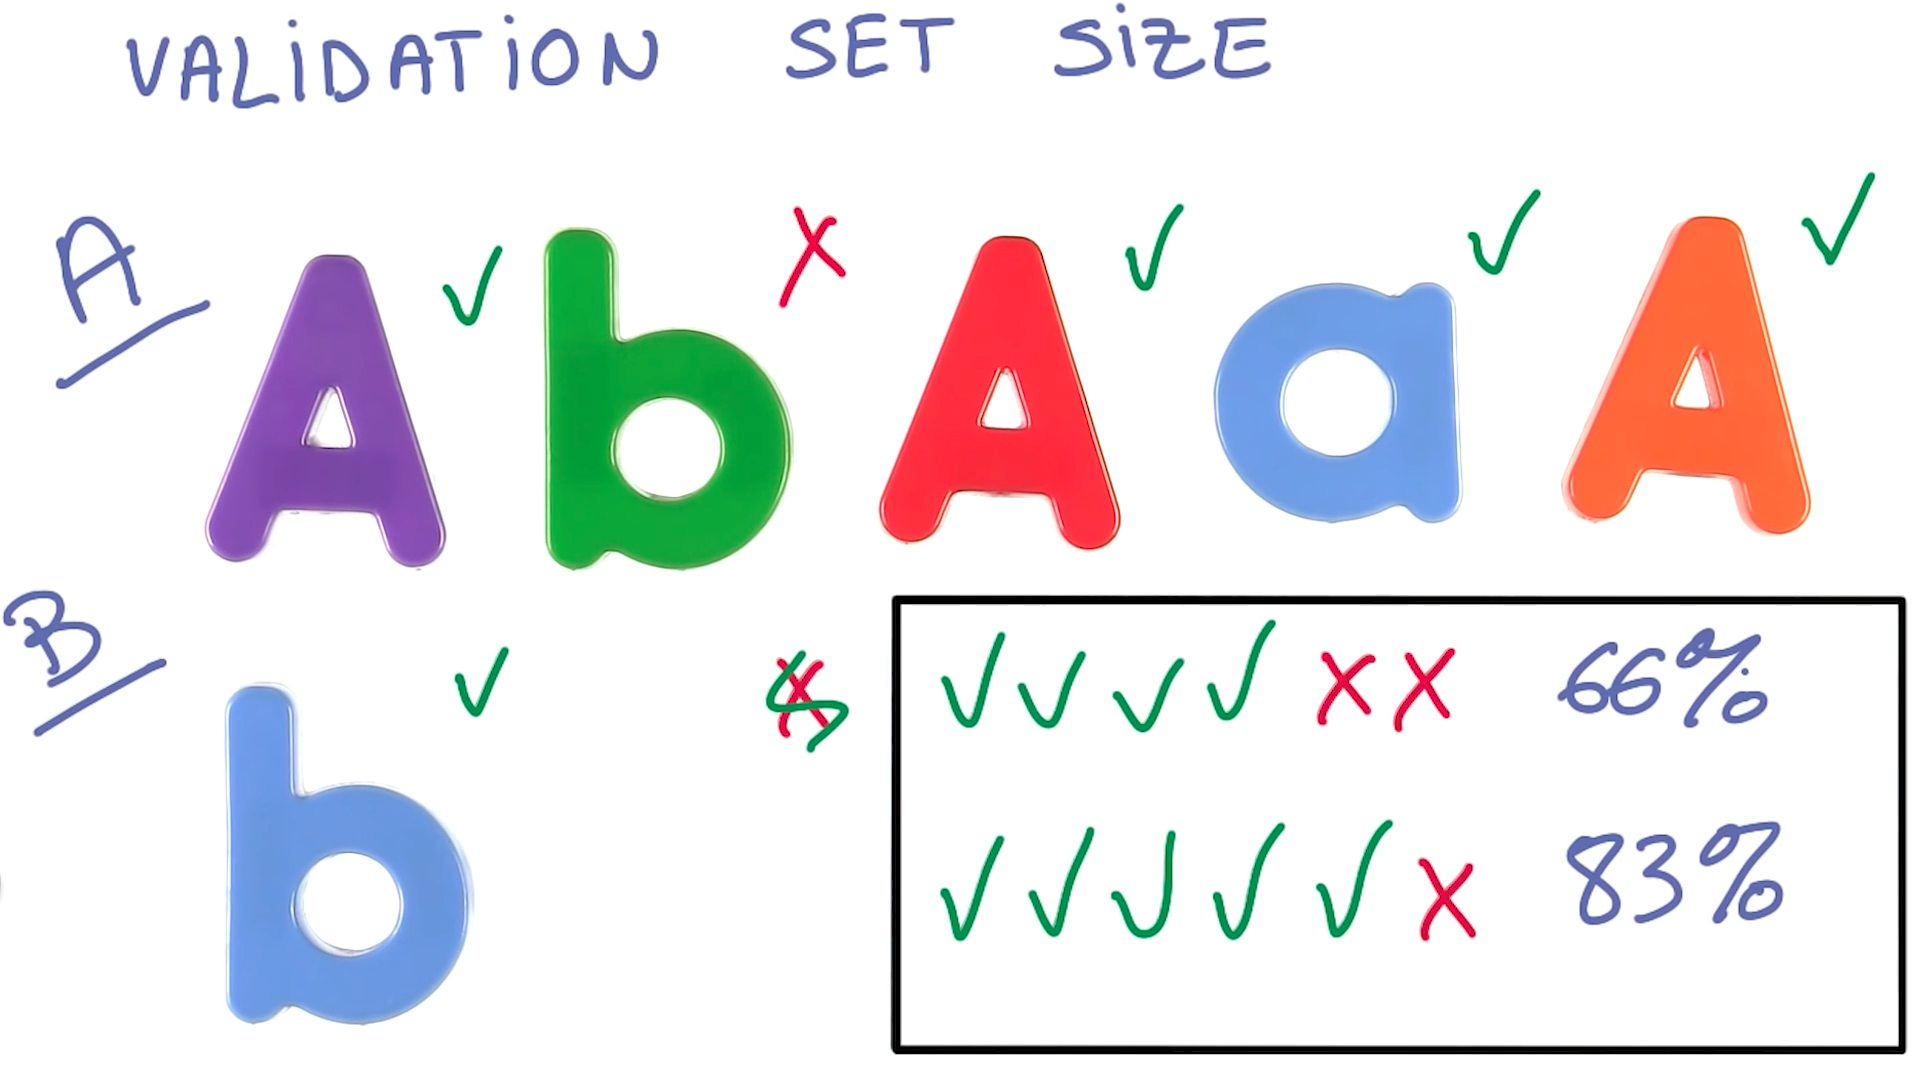 VALiDATiON SET SiZE
A A b A a A
B b
66%
83%